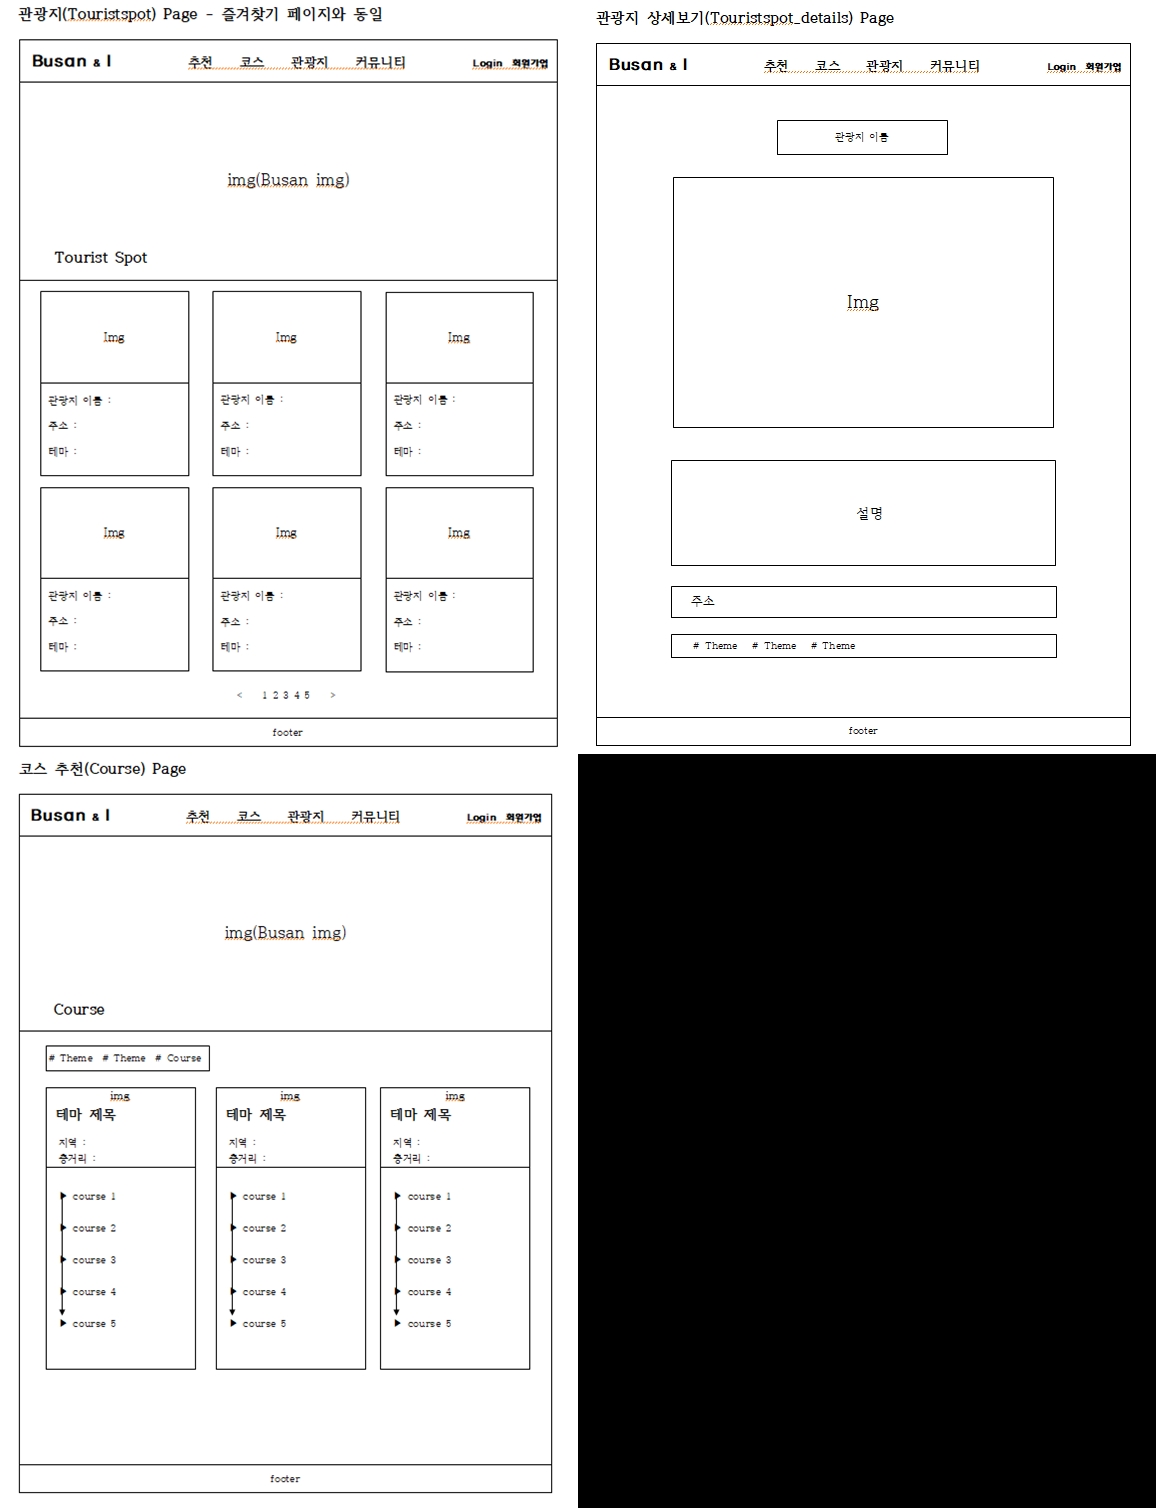 관광지(Touristspot) Page - 즐겨찾기 페이지와 동일
Busan & I 추천 코스 관광지 커뮤니티 Login 회원가입
img(Busan img)
Tourist Spot
Img Img Img
관광지 이름 : 관광지 이름 : 관광지 이름 :
주소 : 주소 : 주소 :
테마 : 테마 : 테마 :
Img Img Img
관광지 이름 : 관광지 이름 : 관광지 이름 :
주소 : 주소 : 주소 :
테마 : 테마 : 테마 :
< 1 2 3 4 5 >
footer
관광지 상세보기(Touristspot_details) Page
Busan & I 추천 코스 관광지 커뮤니티 Login 회원가입
관광지 이름
Img
설명
주소
# Theme # Theme # Theme
footer
코스 추천(Course) Page
Busan & I 추천 코스 관광지 커뮤니티 Login 회원가입
img(Busan img)
Course
# Theme # Theme # Course
img img img
테마 제목 테마 제목 테마 제목
지역 : 지역 : 지역 :
총거리 : 총거리 : 총거리 :
course 1 course 1 course 1
course 2 course 2 course 2
course 3 course 3 course 3
course 4 course 4 course 4
course 5 course 5 course 5
footer